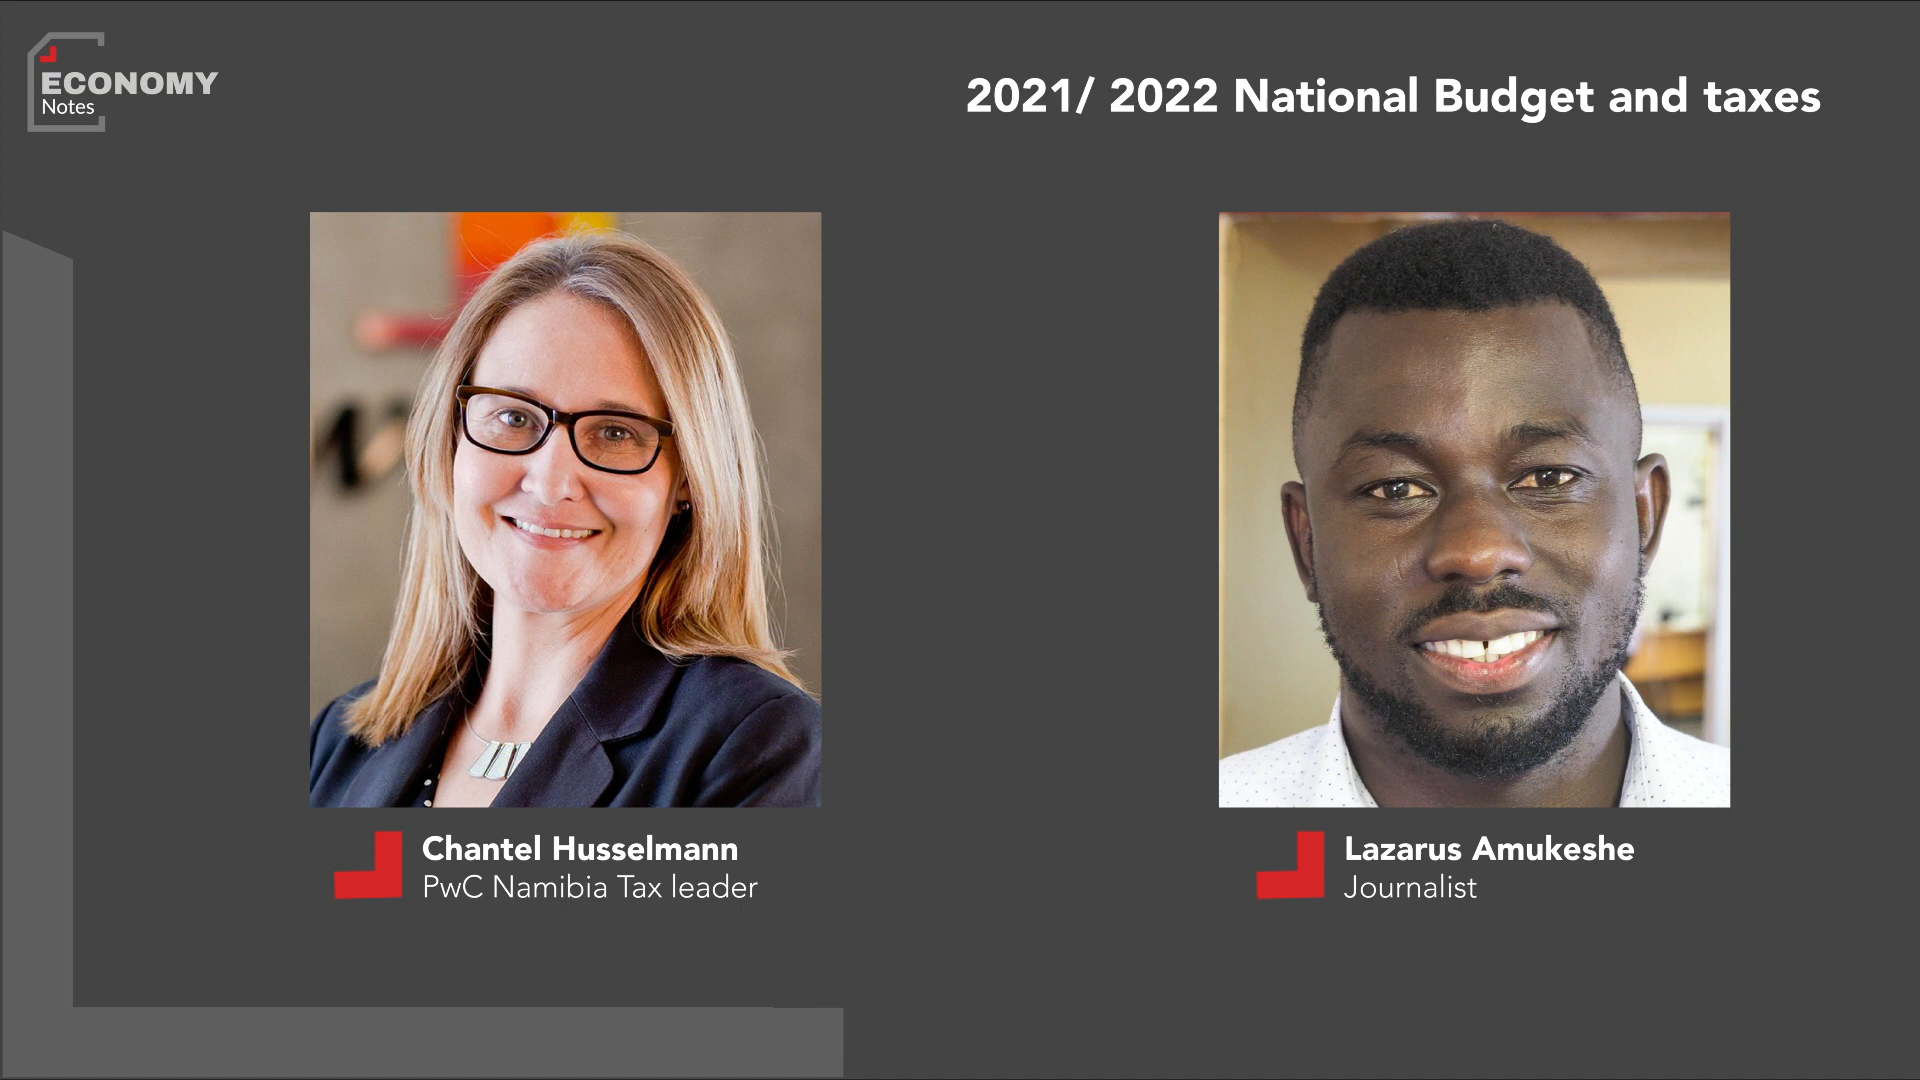 ECONOMY
Notes
2021/ 2022 National Budget and taxes
Chantel Husselmann
PwC Namibia Tax leader
Lazarus Amukeshe
Journalist